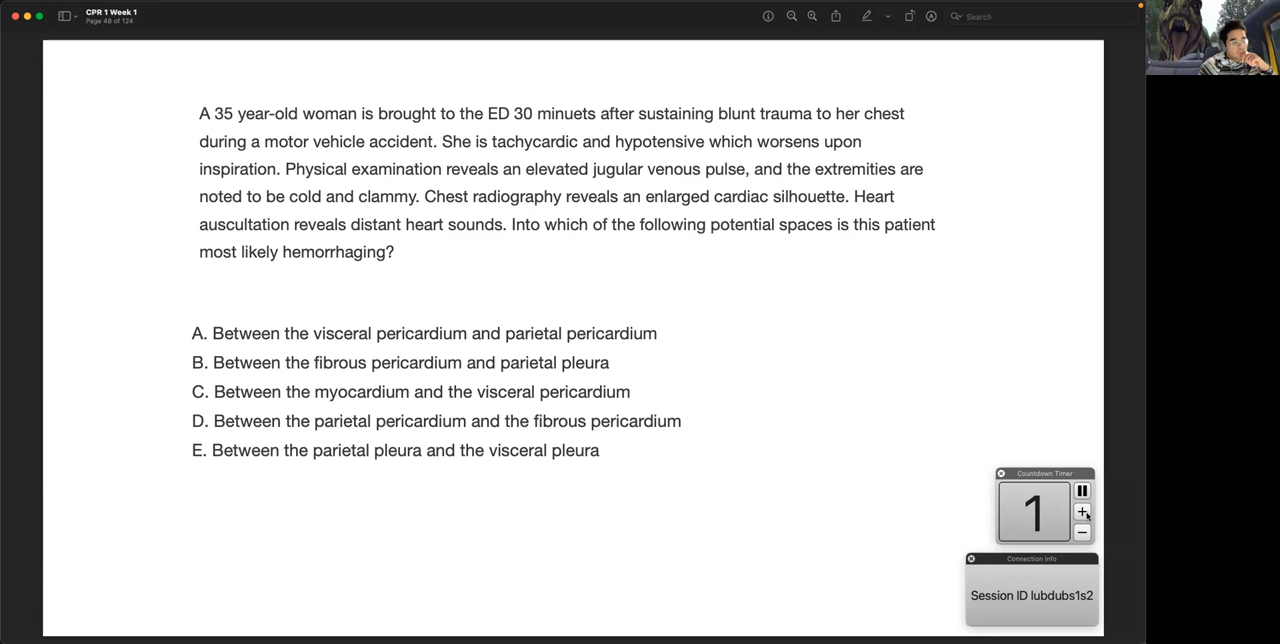 CPR 1 Week 1
Page 48 of 124
Search
A 35 year-old woman is brought to the ED 30 minuets after sustaining blunt trauma to her chest
during a motor vehicle accident. She is tachycardic and hypotensive which worsens upon
inspiration. Physical examination reveals an elevated jugular venous pulse, and the extremities are
noted to be cold and clammy. Chest radiography reveals an enlarged cardiac silhouette. Heart
auscultation reveals distant heart sounds. Into which of the following potential spaces is this patient
most likely hemorrhaging?
A. Between the visceral pericardium and parietal pericardium
B. Between the fibrous pericardium and parietal pleura
C. Between the myocardium and the visceral pericardium
D. Between the parietal pericardium and the fibrous pericardium
E. Between the parietal pleura and the visceral pleura
Countdown Timer
1
Connection Info
Session ID lubdubs1s2